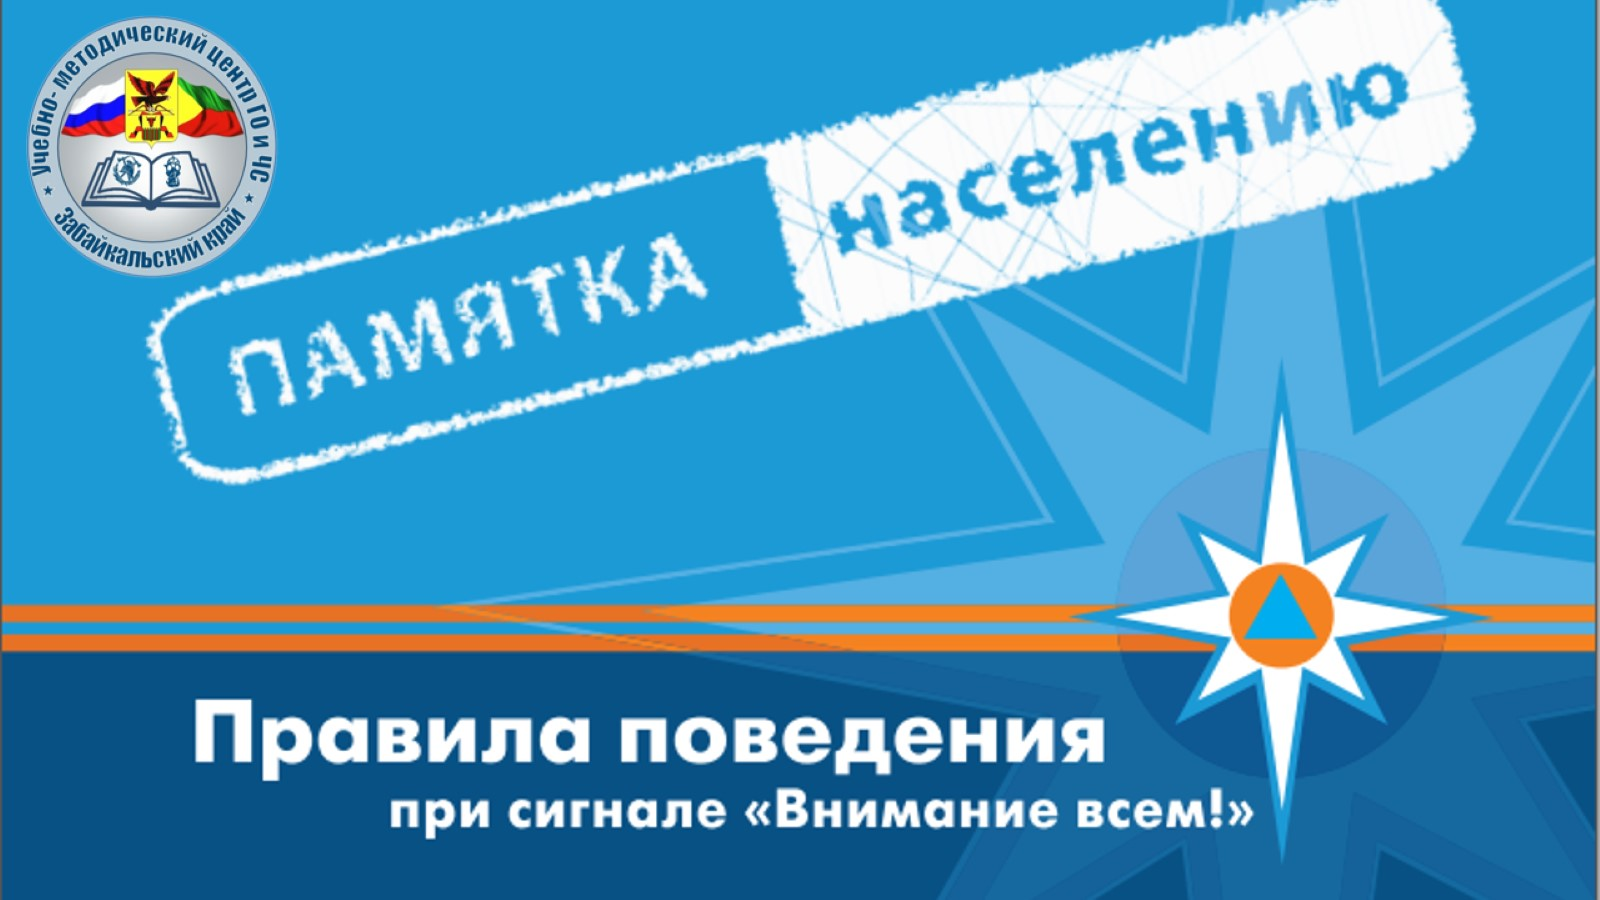 Учебно-методический центр ГО и ЧС
Забайкальский край
ПАМЯТКА населению
Правила поведения
при сигнале «Внимание всем!»